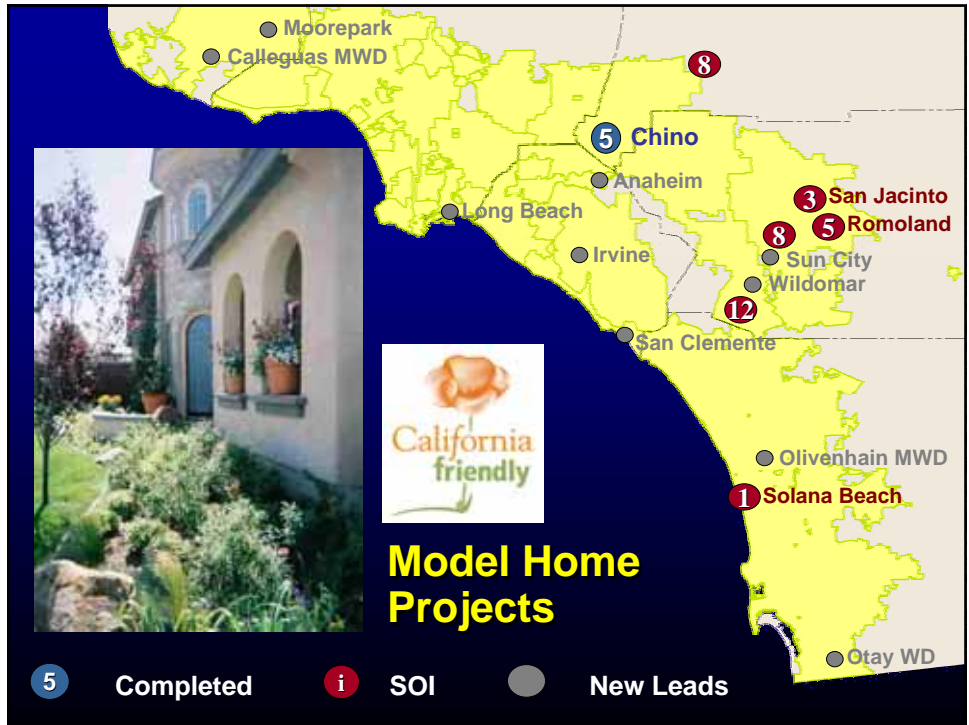 Moorepark
Calleguas MWD
8
5 Chino
Anaheim
3 San Jacinto
Long Beach
5 Romoland
8
Irvine
Sun City
Wildomar
12
San Clemente
California
friendly
Olivenhain MWD
1 Solana Beach
Model Home
Projects
Otay WD
5 Completed
i SOI
New Leads